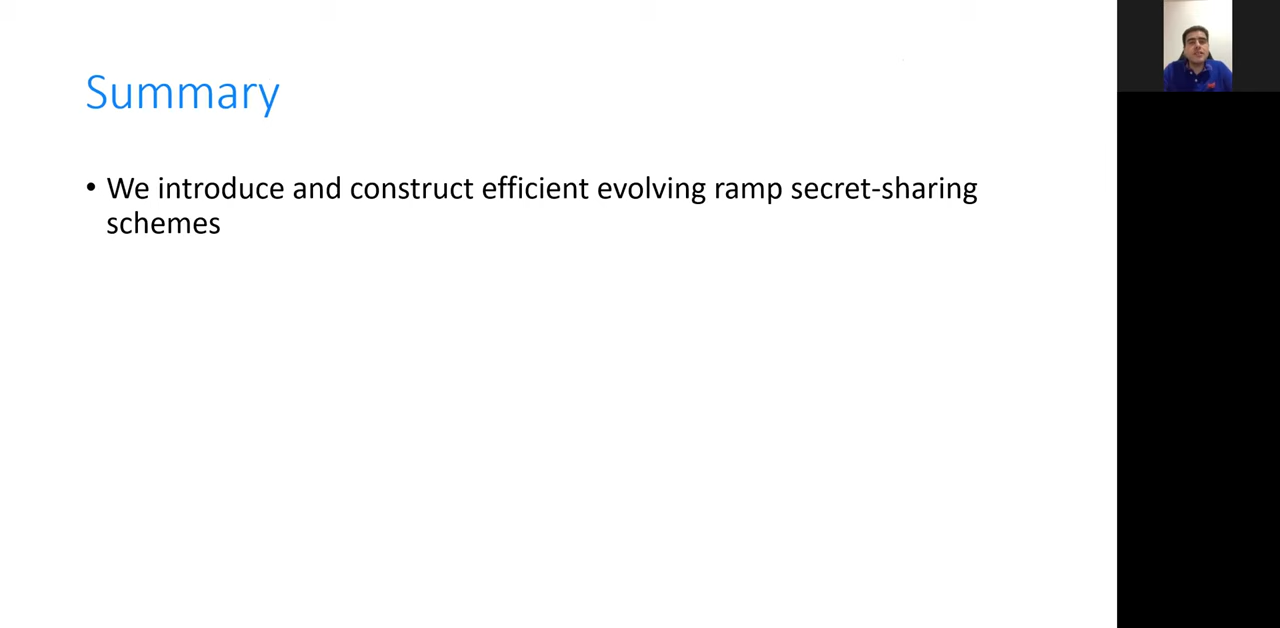 Summary
• We introduce and construct efficient evolving ramp secret-sharing
schemes